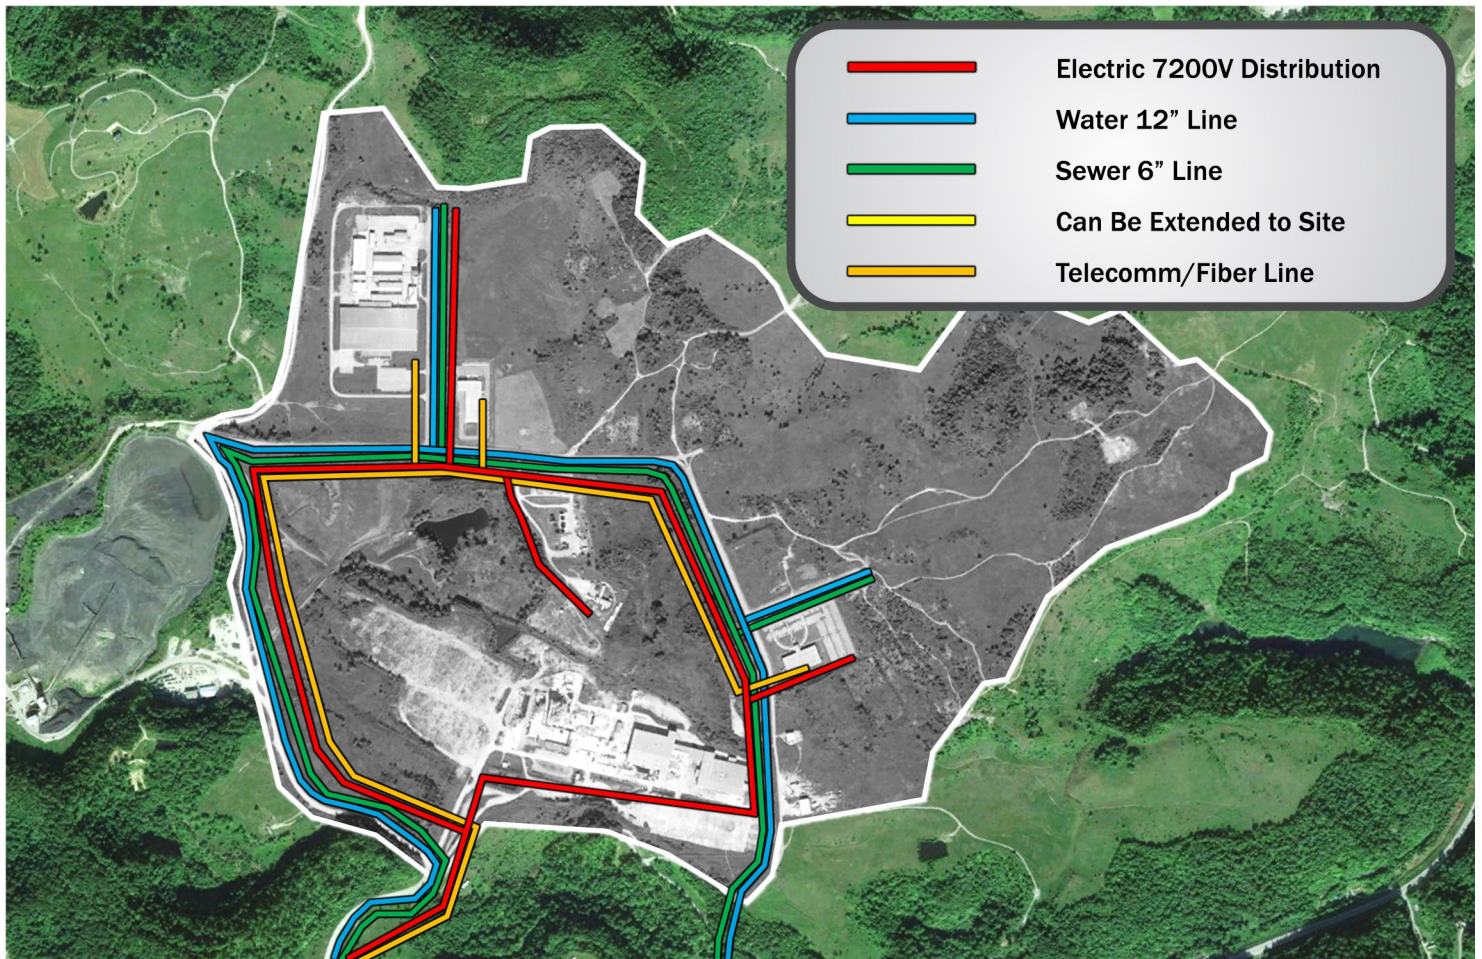 Electric 7200V Distribution
Water 12” Line
Sewer 6” Line
Can Be Extended to Site
Telecomm/Fiber Line